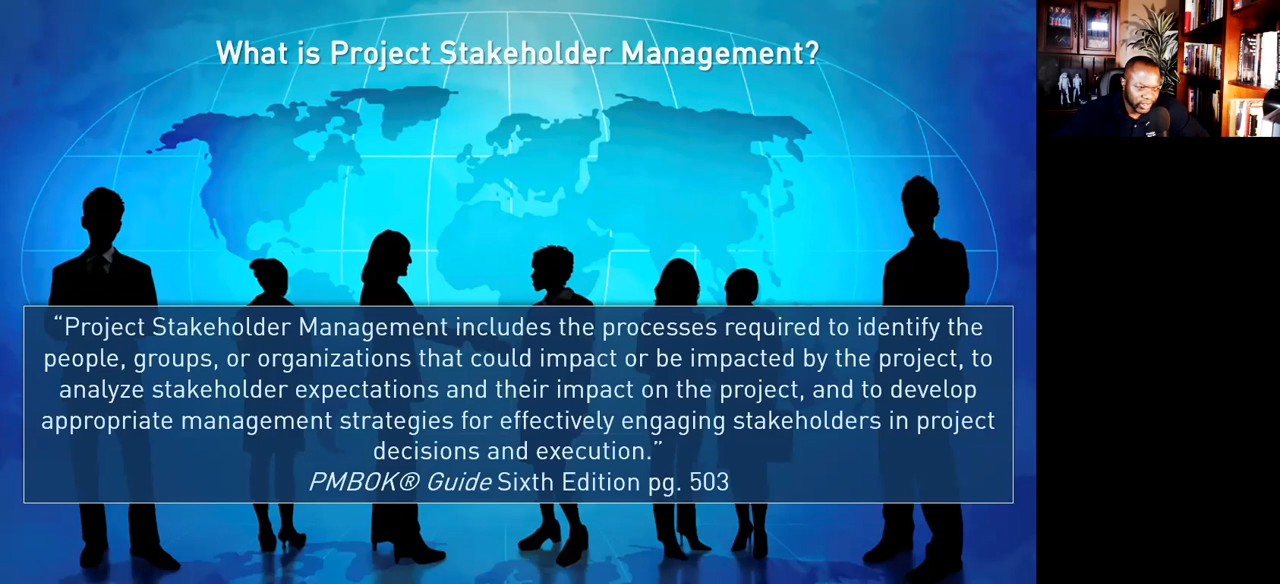 What is Project Stakeholder Management?
“Project Stakeholder Management includes the processes required to identify the
people, groups, or organizations that could impact or be impacted by the project, to
analyze stakeholder expectations and their impact on the project, and to develop
appropriate management strategies for effectively engaging stakeholders in project
decisions and execution.”
PMBOK® Guide Sixth Edition pg. 503